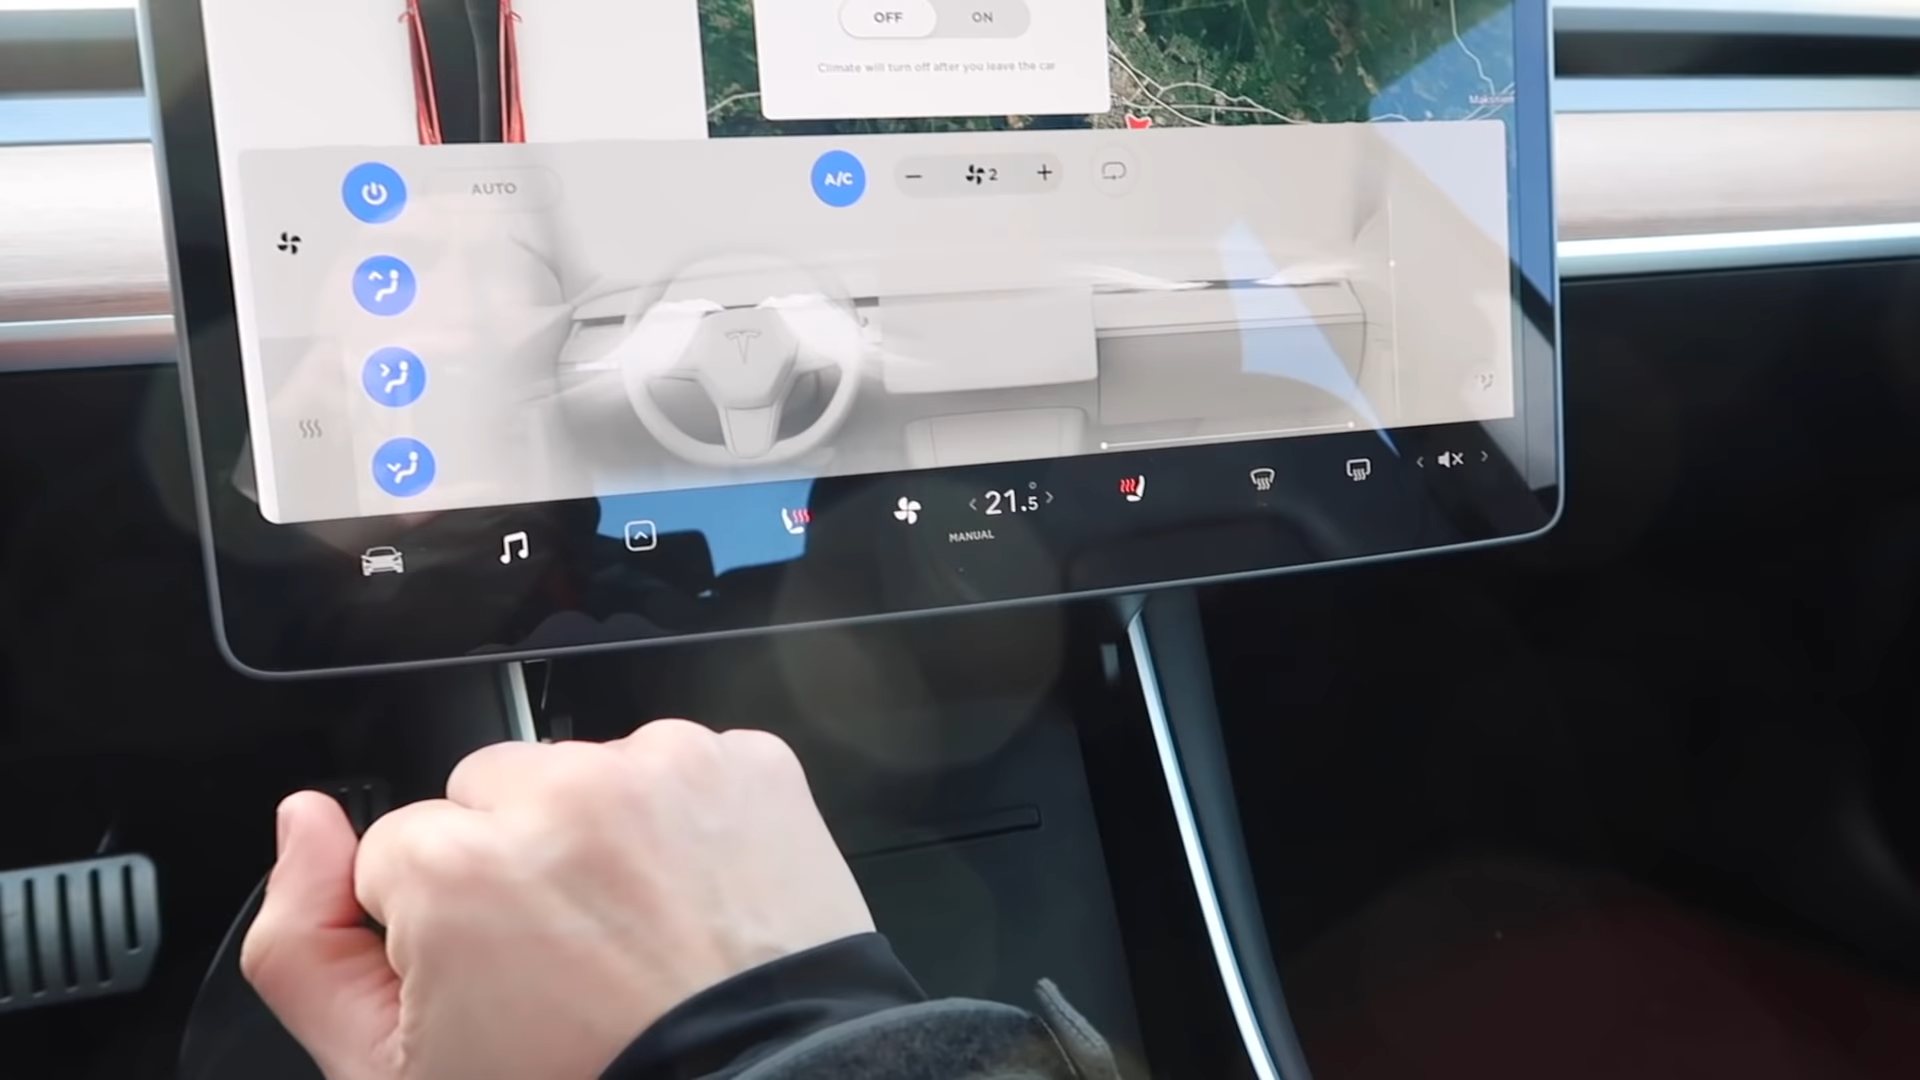 OFF ON
Climate will turn off after you leave the car
AUTO
A/C
2
21.5
MANUAL